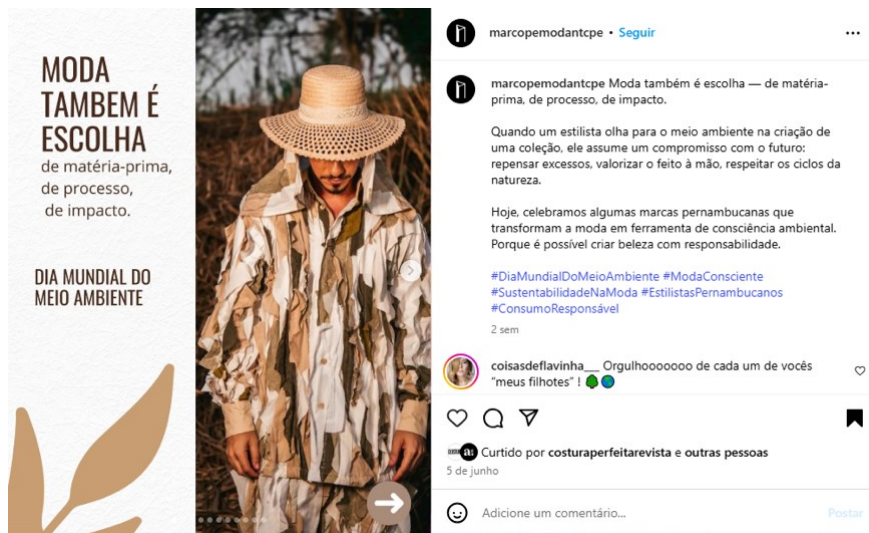 MODA
TAMBEM É
ESCOLHA
de matéria-prima,
de processo,
de impacto.
DIA MUNDIAL DO
MEIO AMBIENTE
marcopemodantcpe • Seguir
marcopemodantcpe Moda também é escolha — de matéria-
prima, de processo, de impacto.
Quando um estilista olha para o meio ambiente na criação de
uma coleção, ele assume um compromisso com o futuro:
repensar excessos, valorizar o feito à mão, respeitar os ciclos da
natureza.
Hoje, celebramos algumas marcas pernambucanas que
transformam a moda em ferramenta de consciência ambiental.
Porque é possível criar beleza com responsabilidade.
#DiaMundialDoMeioAmbiente #ModaConsciente
#SustentabilidadeNaModa #EstilistasPernambucanos
#ConsumoResponsável
2 sem
coisasdeflavinha__ Orgulhooooooo de cada um de vocês
"meus filhotes" ! 🌳🌎
Curtido por costuraperfeitarevista e outras pessoas
5 de junho
Adicione um comentário...
Postar